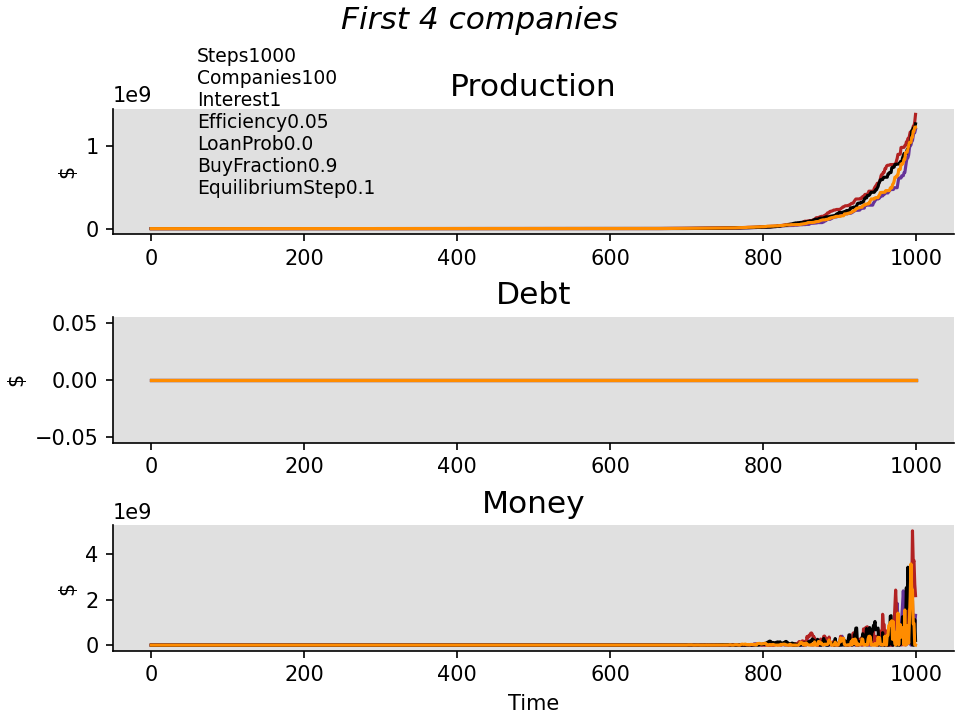 First 4 companies
Steps1000
Companies100
Interest1
Efficiency0.05
LoanProb0.0
BuyFraction0.9
EquilibriumStep0.1
Production
1e9
$
1
0
0 200 400 600 800 1000
Debt
$
0.05
0.00
−0.05
0 200 400 600 800 1000
Money
1e9
$
4
2
0
0 200 400 600 800 1000
Time